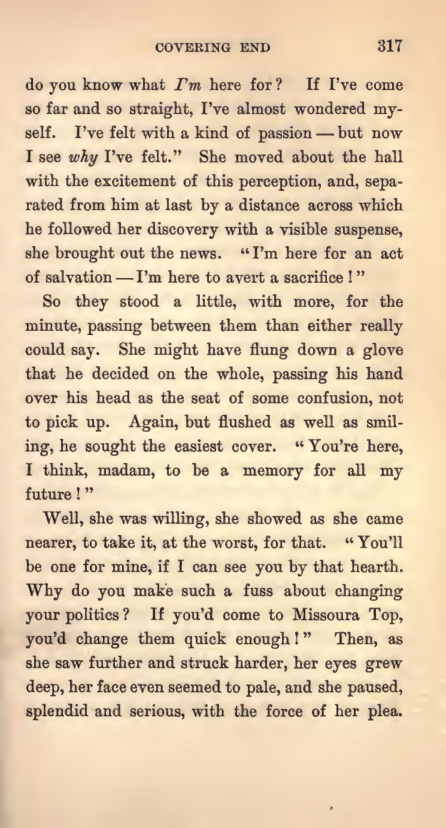 COVERING END 317
do you know what I'm here for? If I've come
so far and so straight, I've almost wondered my-
self. I've felt with a kind of passion — but now
I see why I've felt." She moved about the hall
with the excitement of this perception, and, sepa-
rated from him at last by a distance across which
he followed her discovery with a visible suspense,
she brought out the news. "I'm here for an act
of salvation — I'm here to avert a sacrifice!"
So they stood a little, with more, for the
minute, passing between them than either really
could say. She might have flung down a glove
that he decided on the whole, passing his hand
over his head as the seat of some confusion, not
to pick up. Again, but flushed as well as smil-
ing, he sought the easiest cover. "You're here,
I think, madam, to be a memory for all my
future!"
Well, she was willing, she showed as she came
nearer, to take it, at the worst, for that. "You'll
be one for mine, if I can see you by that hearth.
Why do you make such a fuss about changing
your politics? If you'd come to Missoura Top,
you'd change them quick enough!" Then, as
she saw further and struck harder, her eyes grew
deep, her face even seemed to pale, and she paused,
splendid and serious, with the force of her plea.